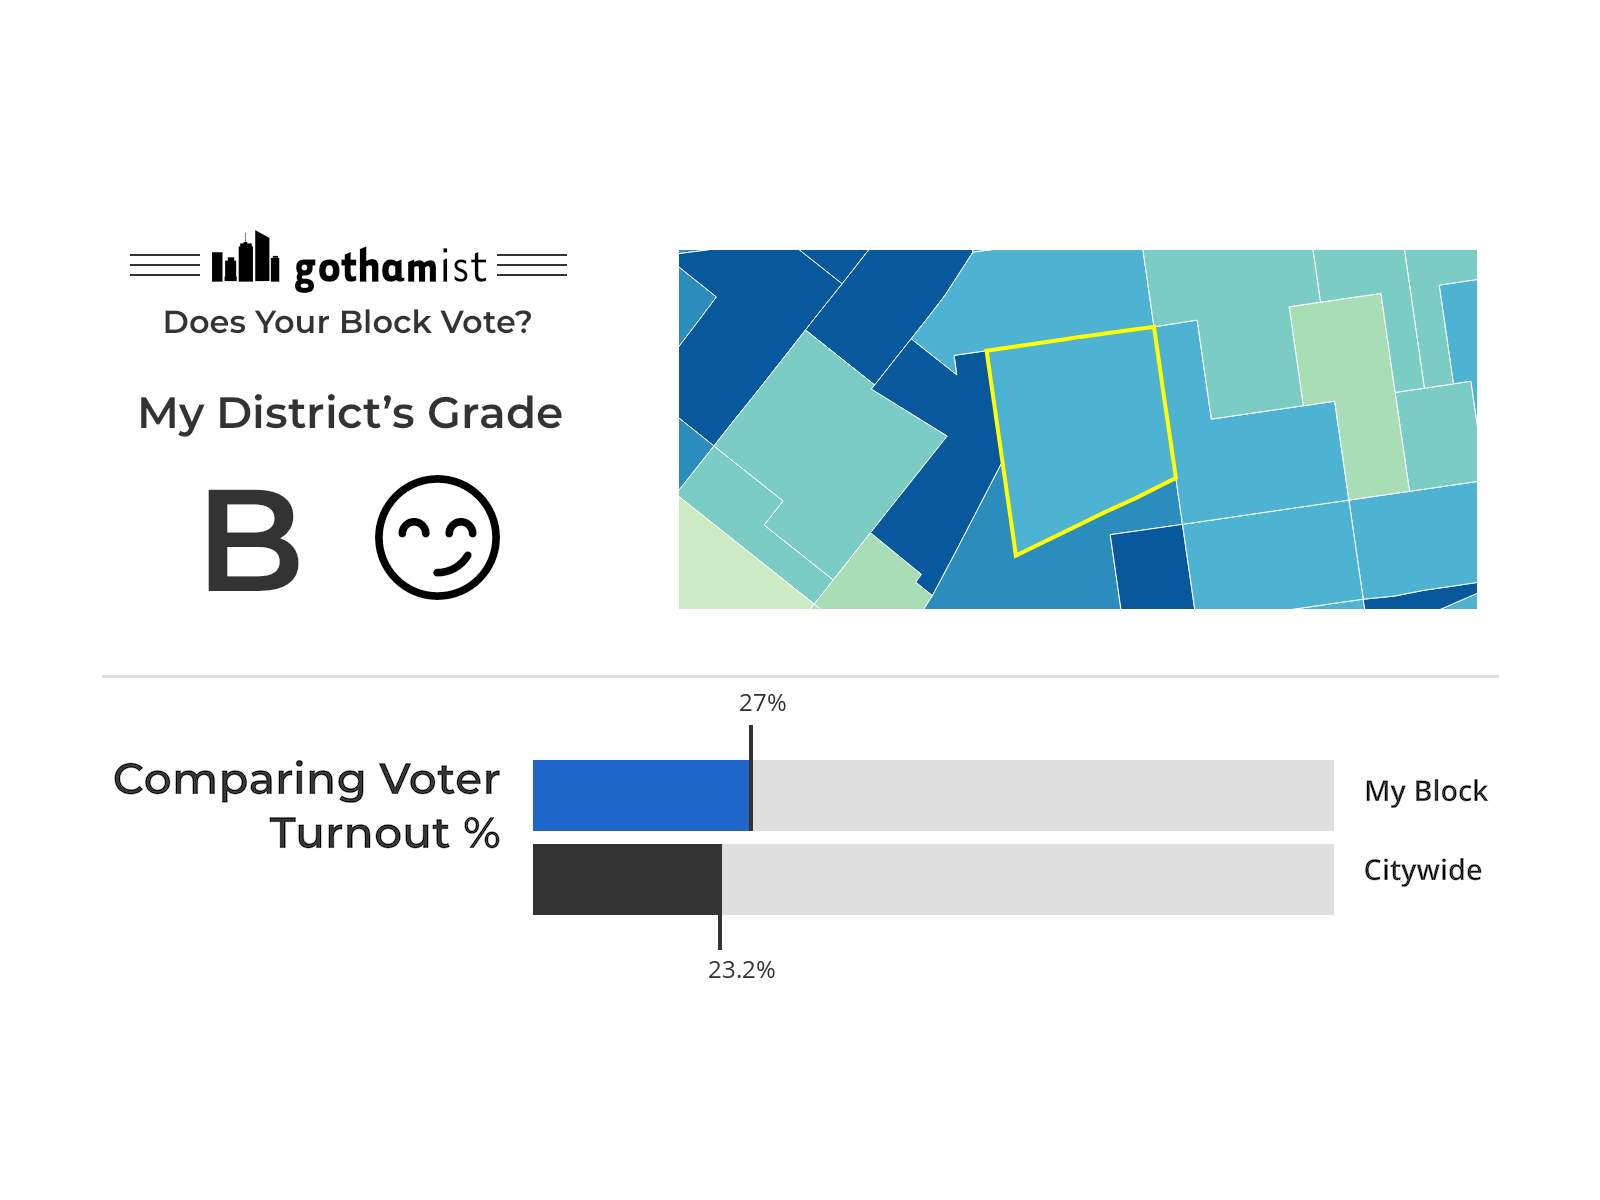 gothamist
Does Your Block Vote?
My District’s Grade
B
27%
Comparing Voter
Turnout %
My Block
Citywide
23.2%